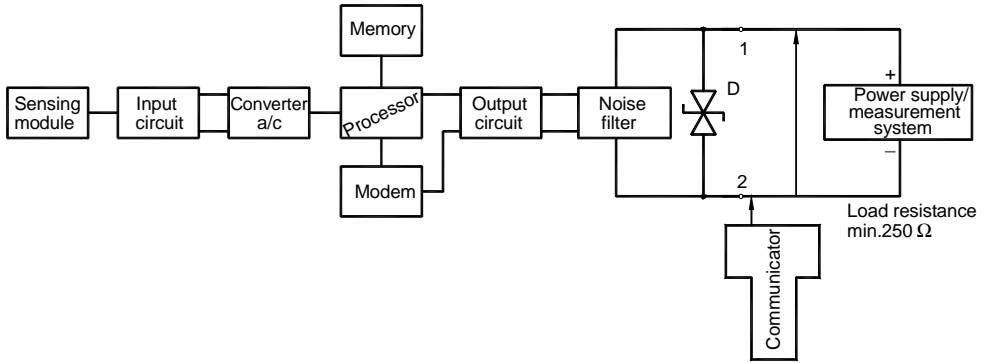 Memory
Sensing
module
Input
circuit
Converter
a/c
Processor
Output
circuit
Noise
filter
Modem
1
D
2
+
Power supply/
measurement
system
–
Load resistance
min.250 Ω
Communicator